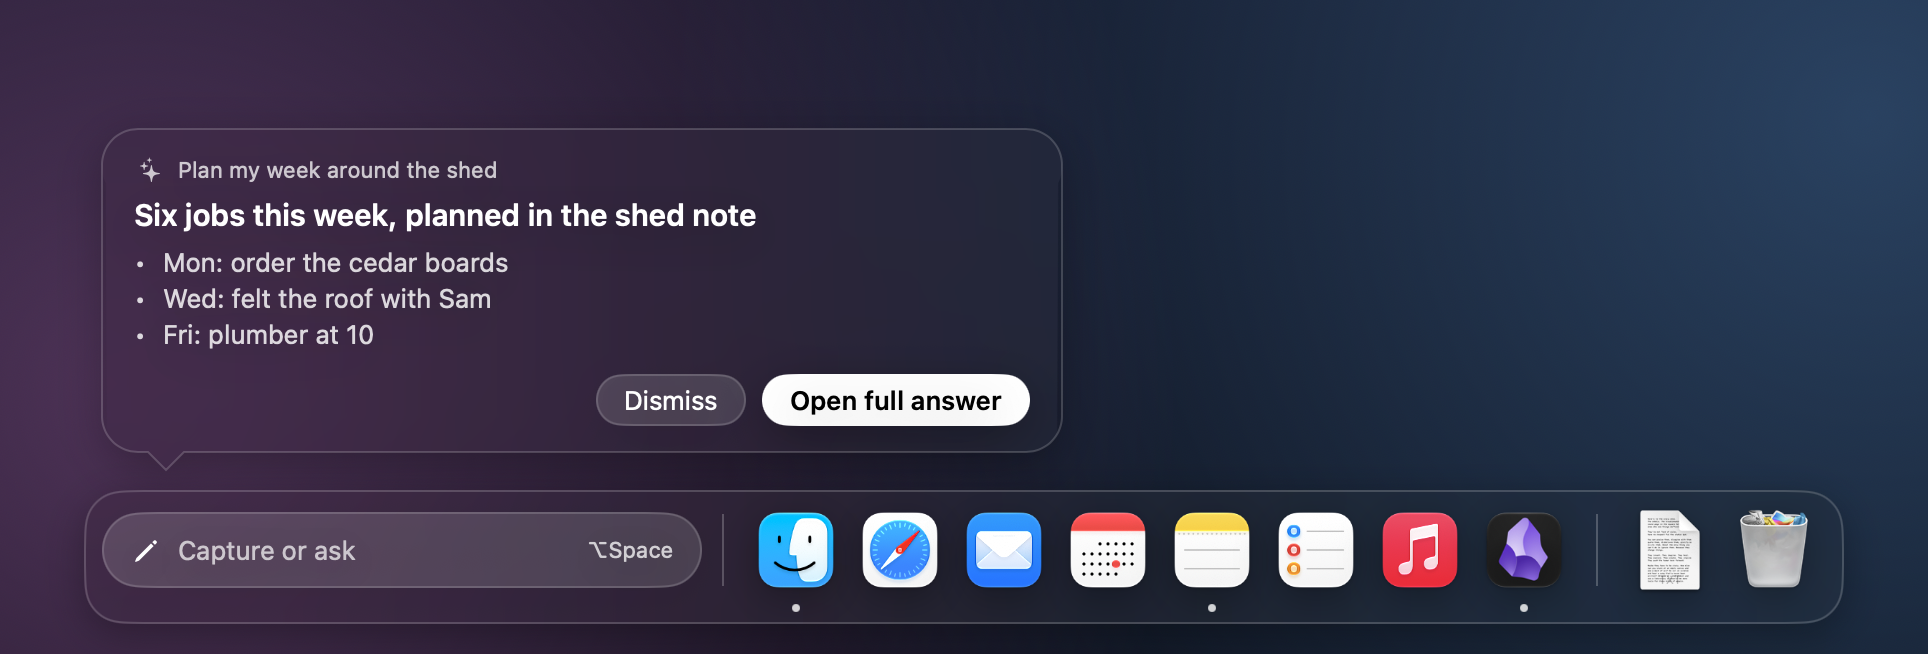 Plan my week around the shed
Six jobs this week, planned in the shed note
• Mon: order the cedar boards
• Wed: felt the roof with Sam
• Fri: plumber at 10
Dismiss
Open full answer
Capture or ask
⌥Space